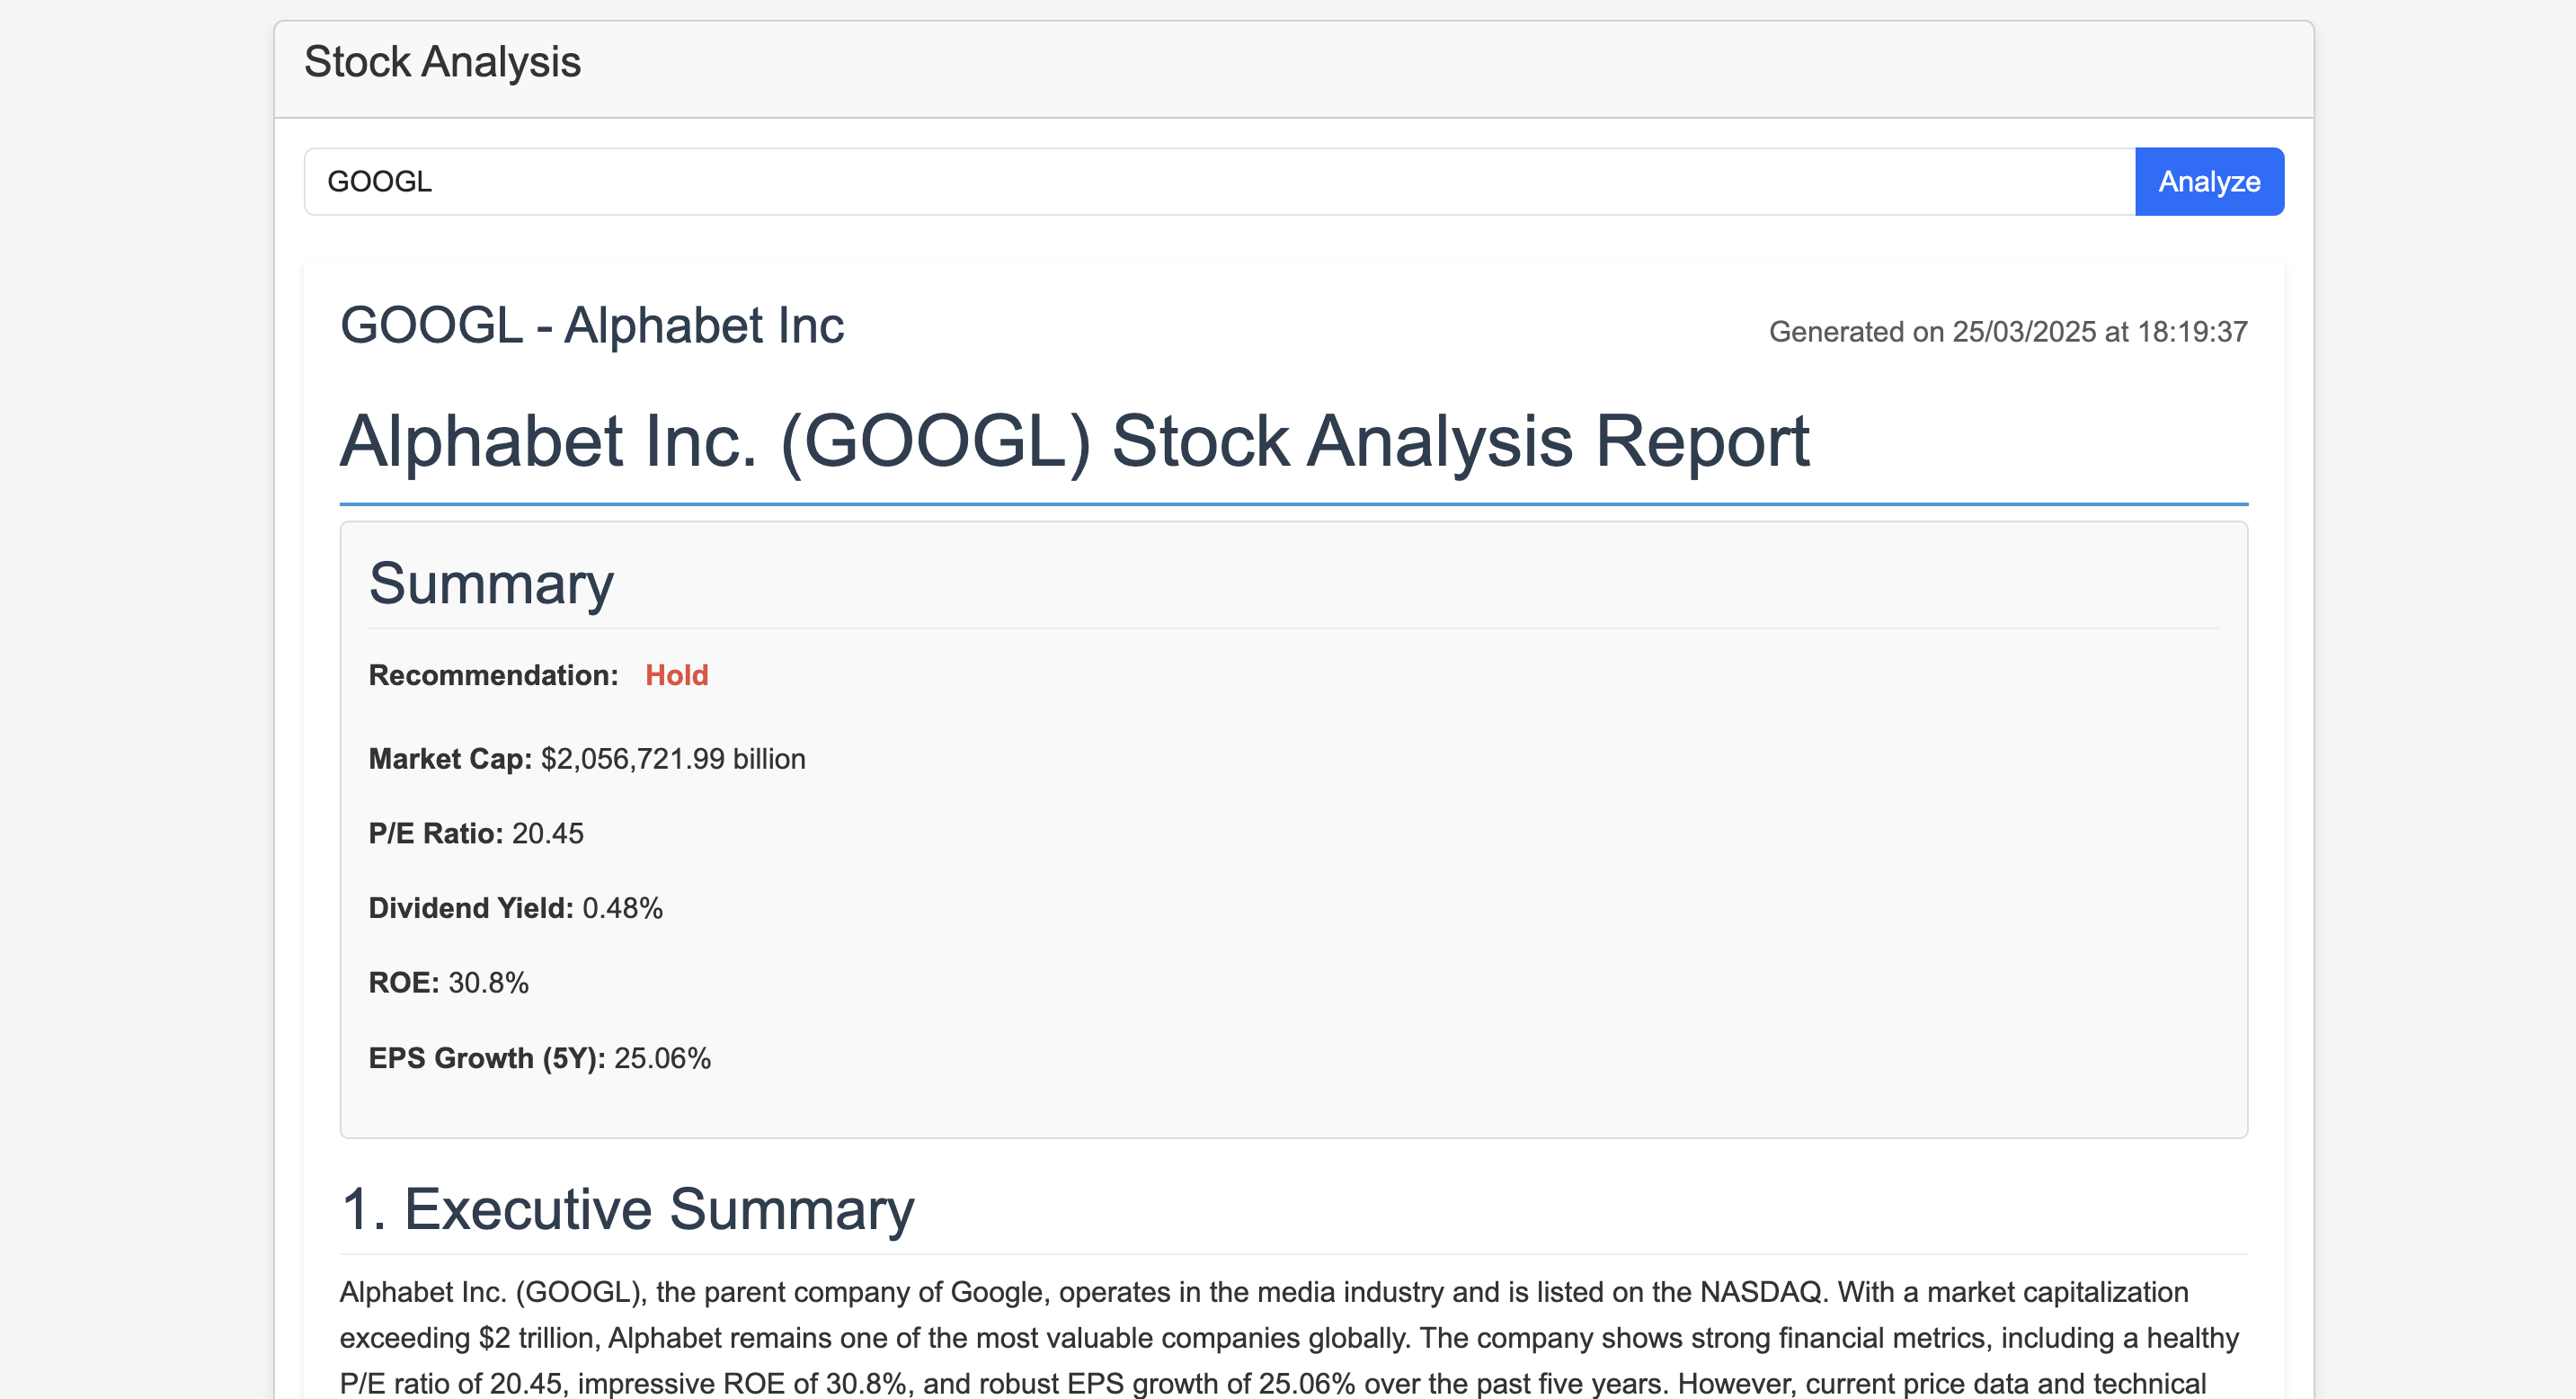 Stock Analysis
GOOGL
Analyze
GOOGL - Alphabet Inc
Generated on 25/03/2025 at 18:19:37
Alphabet Inc. (GOOGL) Stock Analysis Report
Summary
Recommendation: Hold
Market Cap: $2,056,721.99 billion
P/E Ratio: 20.45
Dividend Yield: 0.48%
ROE: 30.8%
EPS Growth (5Y): 25.06%
1. Executive Summary
Alphabet Inc. (GOOGL), the parent company of Google, operates in the media industry and is listed on the NASDAQ. With a market capitalization
exceeding $2 trillion, Alphabet remains one of the most valuable companies globally. The company shows strong financial metrics, including a healthy
P/E ratio of 20.45, impressive ROE of 30.8%, and robust EPS growth of 25.06% over the past five years. However, current price data and technical